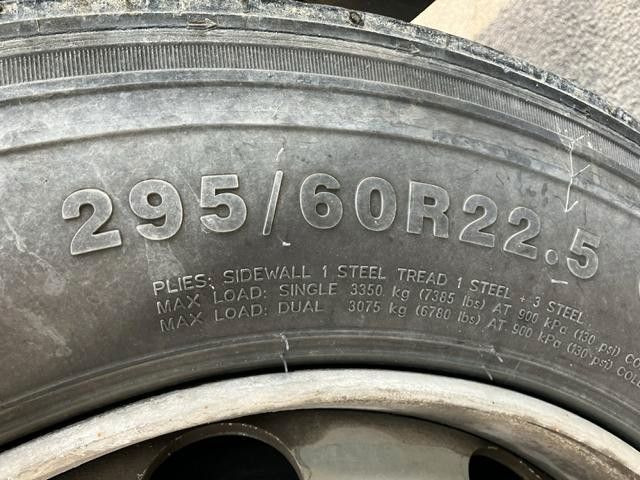 295/60R22.5
PLIES: SIDEWALL 1 STEEL TREAD 1 STEEL + 3 STEEL
MAX LOAD: SINGLE 3350 kg (7385 lbs) AT 900 kPa (130 psi)
MAX LOAD: DUAL 3075 kg (6780 lbs) AT 900 kPa (130 psi)